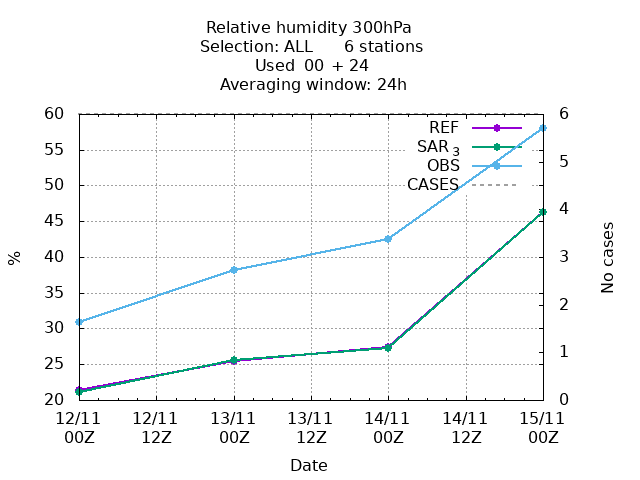 Relative humidity 300hPa
Selection: ALL      6 stations
Used  00 + 24
Averaging window: 24h
60
55
50
45
40
35
30
25
20
%
6
5
4
3
2
1
0
No cases
REF
SAR 3
OBS
CASES
12/11 12/11 13/11 13/11 14/11 14/11 15/11
00Z 12Z 00Z 12Z 00Z 12Z 00Z
Date